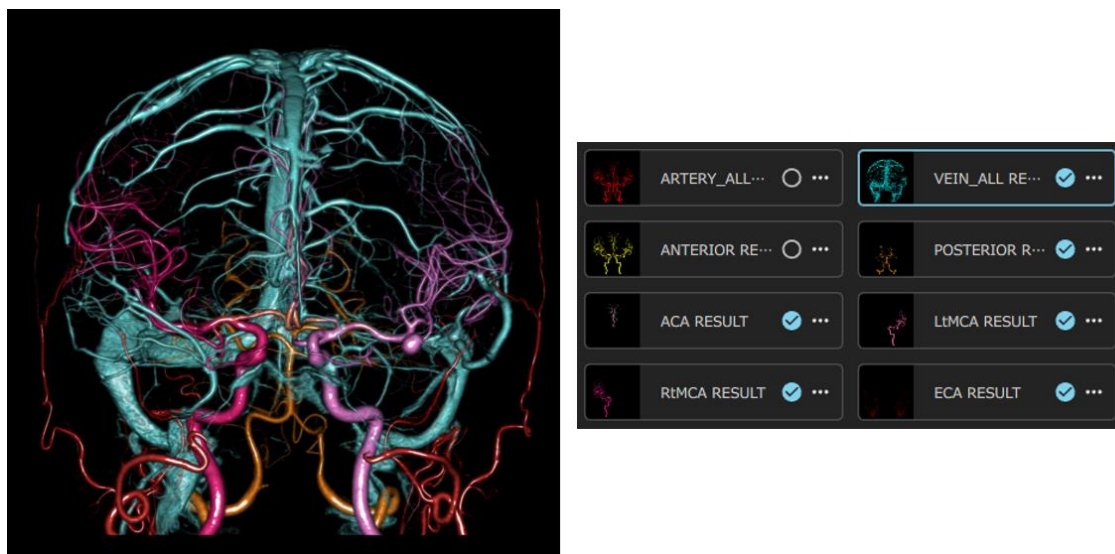 ARTERY_ALL···
VEIN_ALL RE···
ANTERIOR RE···
POSTERIOR R···
ACA RESULT
LtMCA RESULT
RtMCA RESULT
ECA RESULT